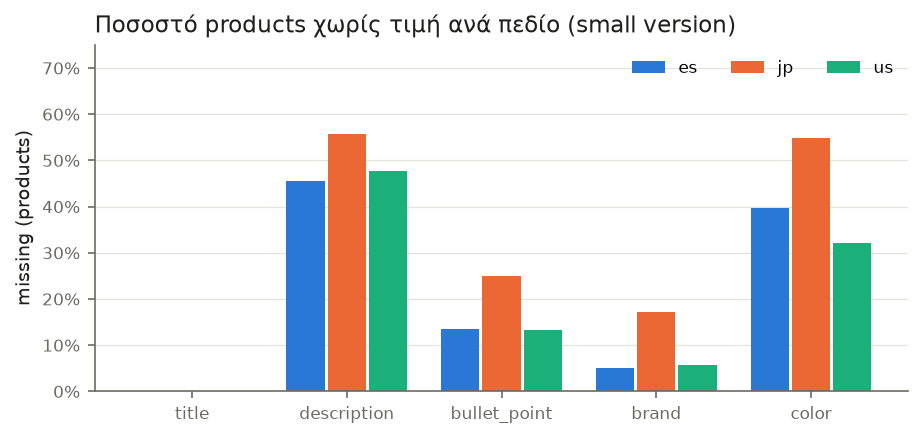 Ποσοστό products χωρίς τιμή ανά πεδίο (small version)
es jp us
missing (products)
70%
60%
50%
40%
30%
20%
10%
0%
title description bullet_point brand color